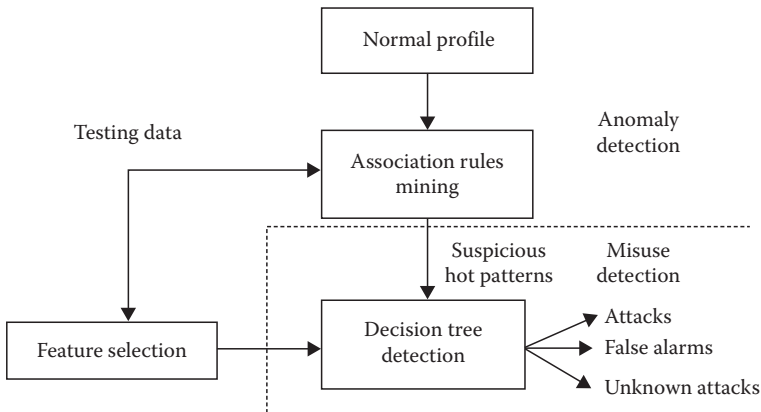 Normal profile
Testing data
Anomaly
detection
Association rules
mining
Suspicious
hot patterns
Misuse
detection
Feature selection
Decision tree
detection
Attacks
False alarms
Unknown attacks